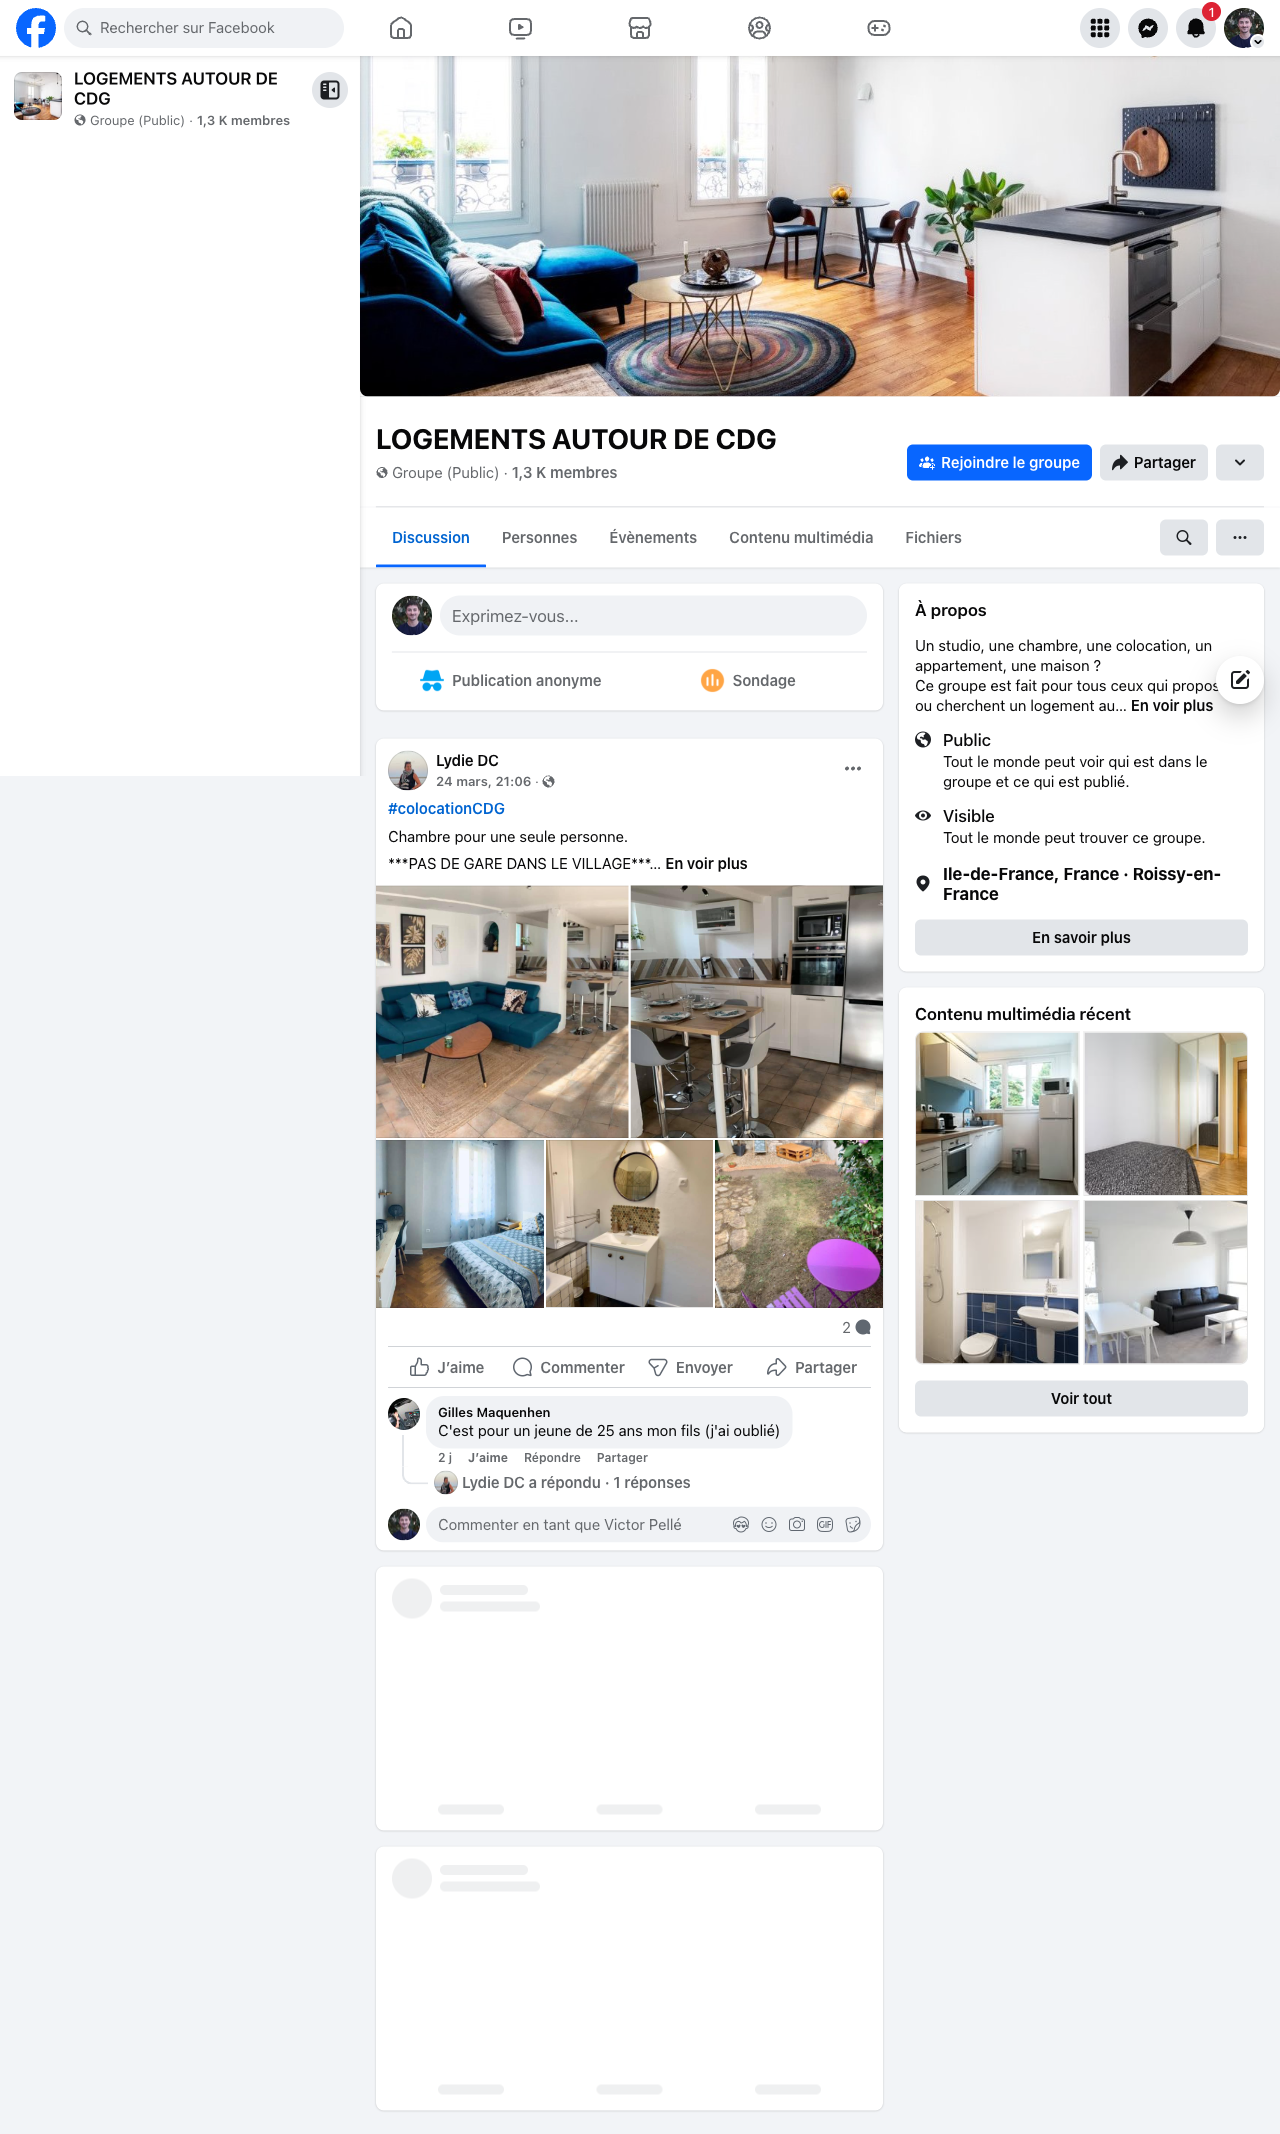 Rechercher sur Facebook
1
LOGEMENTS AUTOUR DE
CDG
Groupe (Public) · 1,3 K membres
LOGEMENTS AUTOUR DE CDG
Groupe (Public) · 1,3 K membres
Rejoindre le groupe
Partager
Discussion
Personnes
Évènements
Contenu multimédia
Fichiers
Exprimez-vous...
Publication anonyme
Sondage
Lydie DC
24 mars, 21:06 ·
#colocationCDG
Chambre pour une seule personne.
***PAS DE GARE DANS LE VILLAGE***... En voir plus
2
J'aime
Commenter
Envoyer
Partager
Gilles Maquenhen
C'est pour un jeune de 25 ans mon fils (j'ai oublié)
2 j
J'aime
Répondre
Partager
Lydie DC a répondu · 1 réponses
Commenter en tant que Victor Pellé
GIF
À propos
Un studio, une chambre, une colocation, un
appartement, une maison ?
Ce groupe est fait pour tous ceux qui propos
ou cherchent un logement au... En voir plus
Public
Tout le monde peut voir qui est dans le
groupe et ce qui est publié.
Visible
Tout le monde peut trouver ce groupe.
Ile-de-France, France · Roissy-en-
France
En savoir plus
Contenu multimédia récent
Voir tout